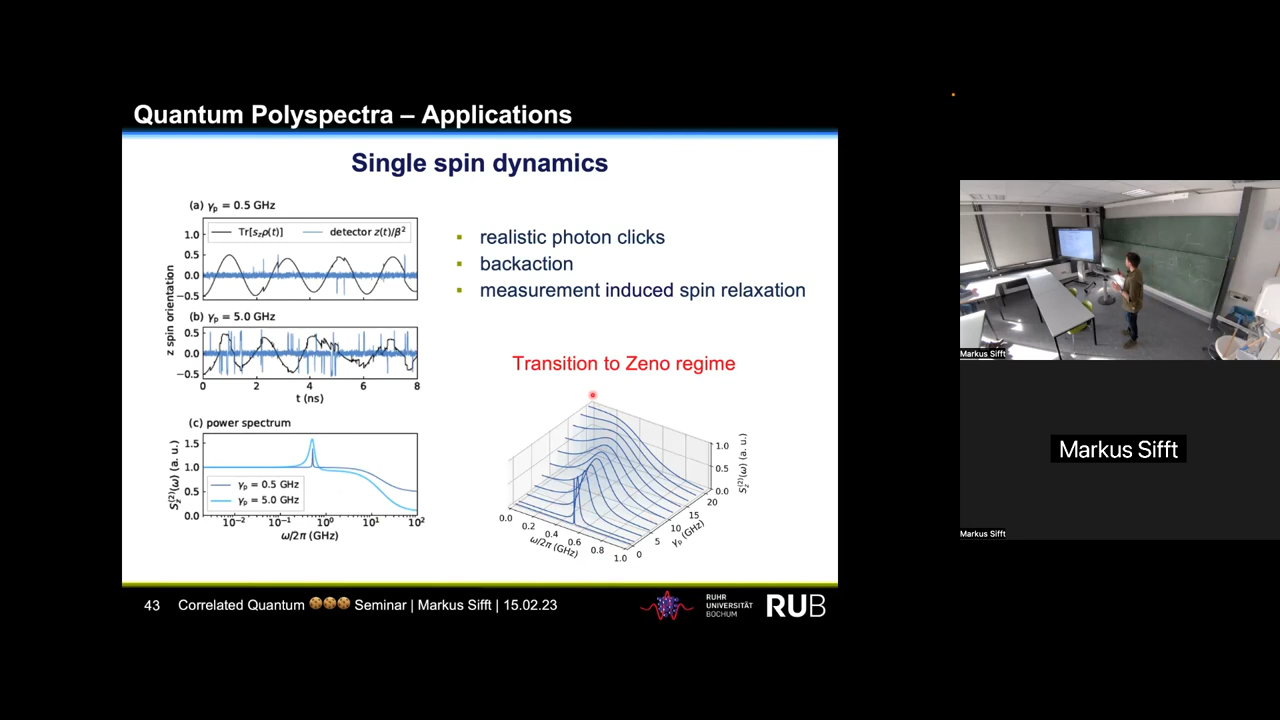 Quantum Polyspectra – Applications
Single spin dynamics
(a) γp = 0.5 GHz
Tr[szρ(t)]
detector z(t)/β²
1.0
0.5
0.0
−0.5
z spin orientation
(b) γp = 5.0 GHz
0.5
0.0
−0.5
0 2 4 6 8
t (ns)
(c) power spectrum
1.5
1.0
0.5
0.0
Sz(2)(ω) (a. u.)
γp = 0.5 GHz
γp = 5.0 GHz
10⁻² 10⁻¹ 10⁰ 10¹ 10²
ω/2π (GHz)
▪ realistic photon clicks
▪ backaction
▪ measurement induced spin relaxation
Transition to Zeno regime
1.0
0.5
0.0
Sz(2)(ω) (a. u.)
0.0 0.2 0.4 0.6 0.8 1.0
ω/2π (GHz)
0 5 10 15 20
γp (GHz)
43 Correlated Quantum 🍪🍪🍪 Seminar | Markus Sifft | 15.02.23
RUHR
UNIVERSITÄT
BOCHUM
RUB
Markus Sifft
Markus Sifft
Markus Sifft